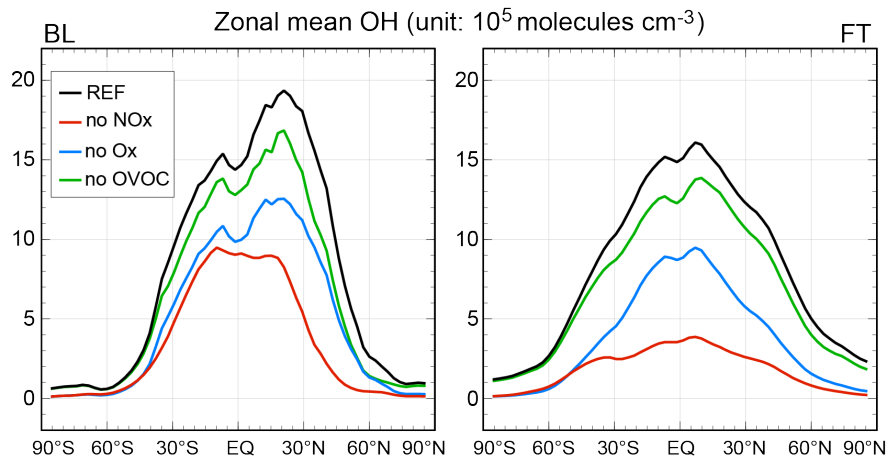 Zonal mean OH (unit: 10⁵ molecules cm⁻³)
BL
FT
20
15
10
5
0
REF
no NOx
no Ox
no OVOC
90°S 60°S 30°S EQ 30°N 60°N 90°N
20
15
10
5
0
90°S 60°S 30°S EQ 30°N 60°N 90°N